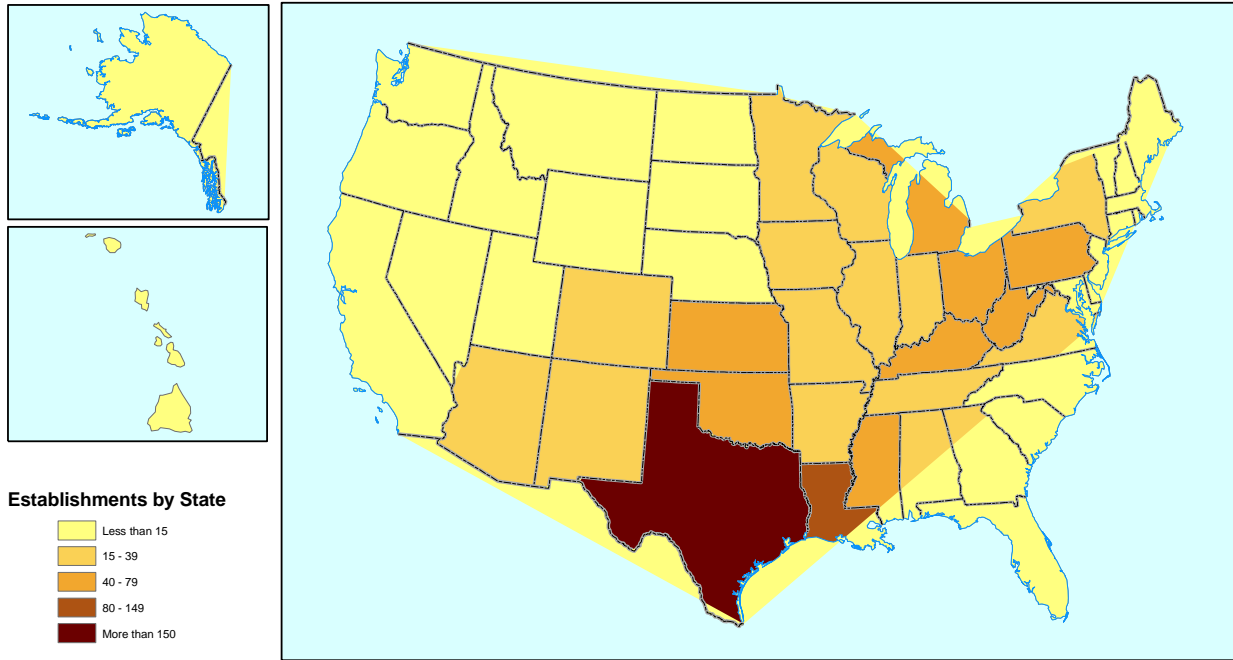 Establishments by State
Less than 15
15 - 39
40 - 79
80 - 149
More than 150